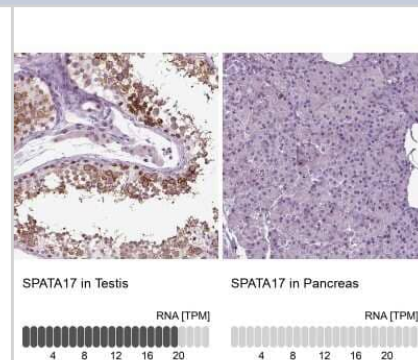 SPATA17 in Testis
SPATA17 in Pancreas
RNA [TPM]
RNA [TPM]
4 8 12 16 20
4 8 12 16 20